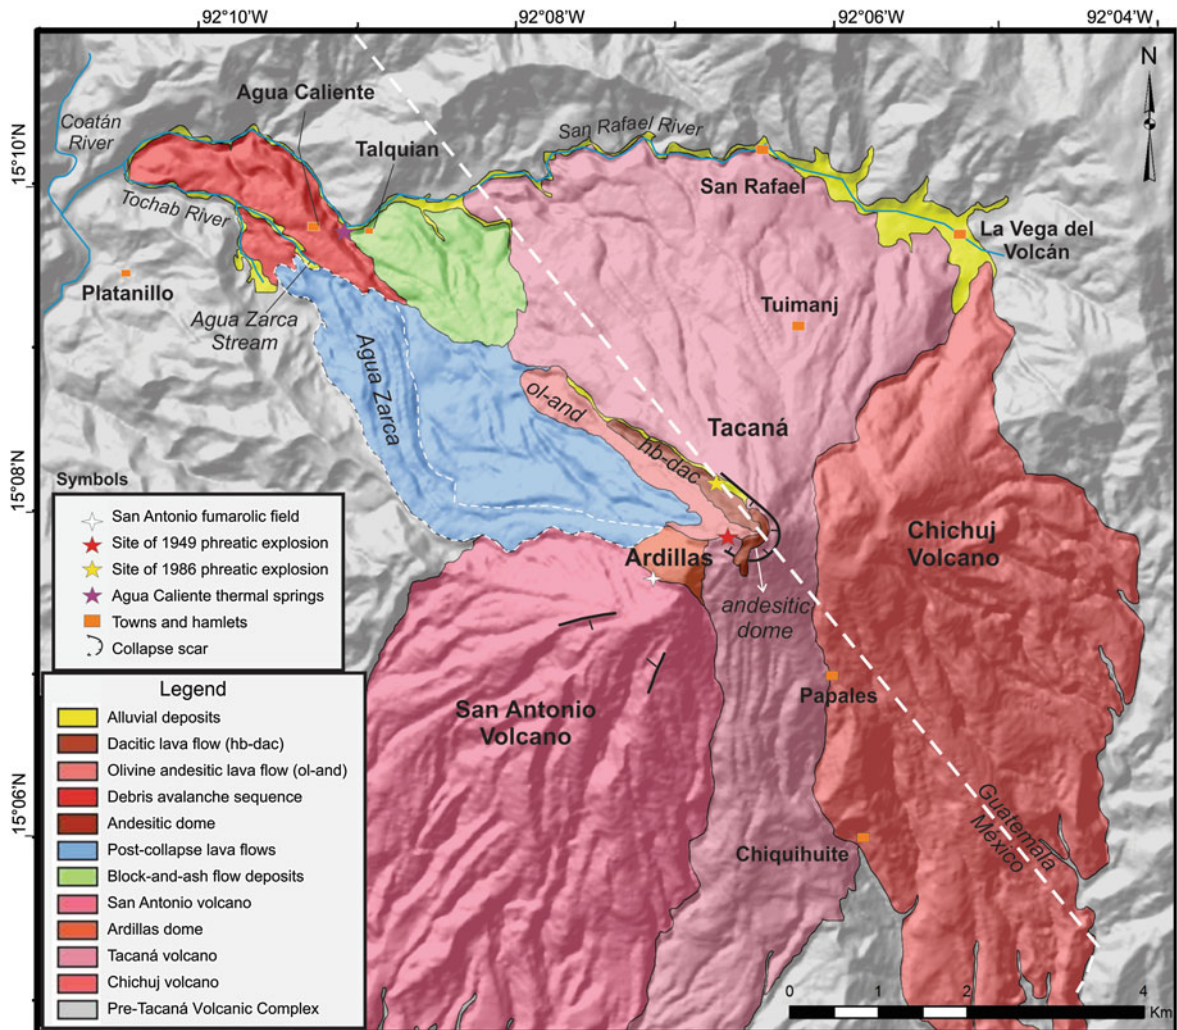 92°10'W
92°08'W
92°06'W
92°04'W
N
Agua Caliente
Coatán
River
Talquian
San Rafael River
15°10'N
San Rafael
Tochab River
La Vega del
Volcán
Platanillo
Agua Zarca
Stream
Tuimanj
Agua Zarca
ol-and
Tacaná
hb-dac
15°08'N
Chichuj
Volcano
Ardillas
andesitic
dome
Papales
San Antonio
Volcano
15°06'N
Guatemala
México
Chiquihuite
Symbols
San Antonio fumarolic field
Site of 1949 phreatic explosion
Site of 1986 phreatic explosion
Agua Caliente thermal springs
Towns and hamlets
Collapse scar
Legend
Alluvial deposits
Dacitic lava flow (hb-dac)
Olivine andesitic lava flow (ol-and)
Debris avalanche sequence
Andesitic dome
Post-collapse lava flows
Block-and-ash flow deposits
San Antonio volcano
Ardillas dome
Tacaná volcano
Chichuj volcano
Pre-Tacaná Volcanic Complex
0 1 2 4
Km